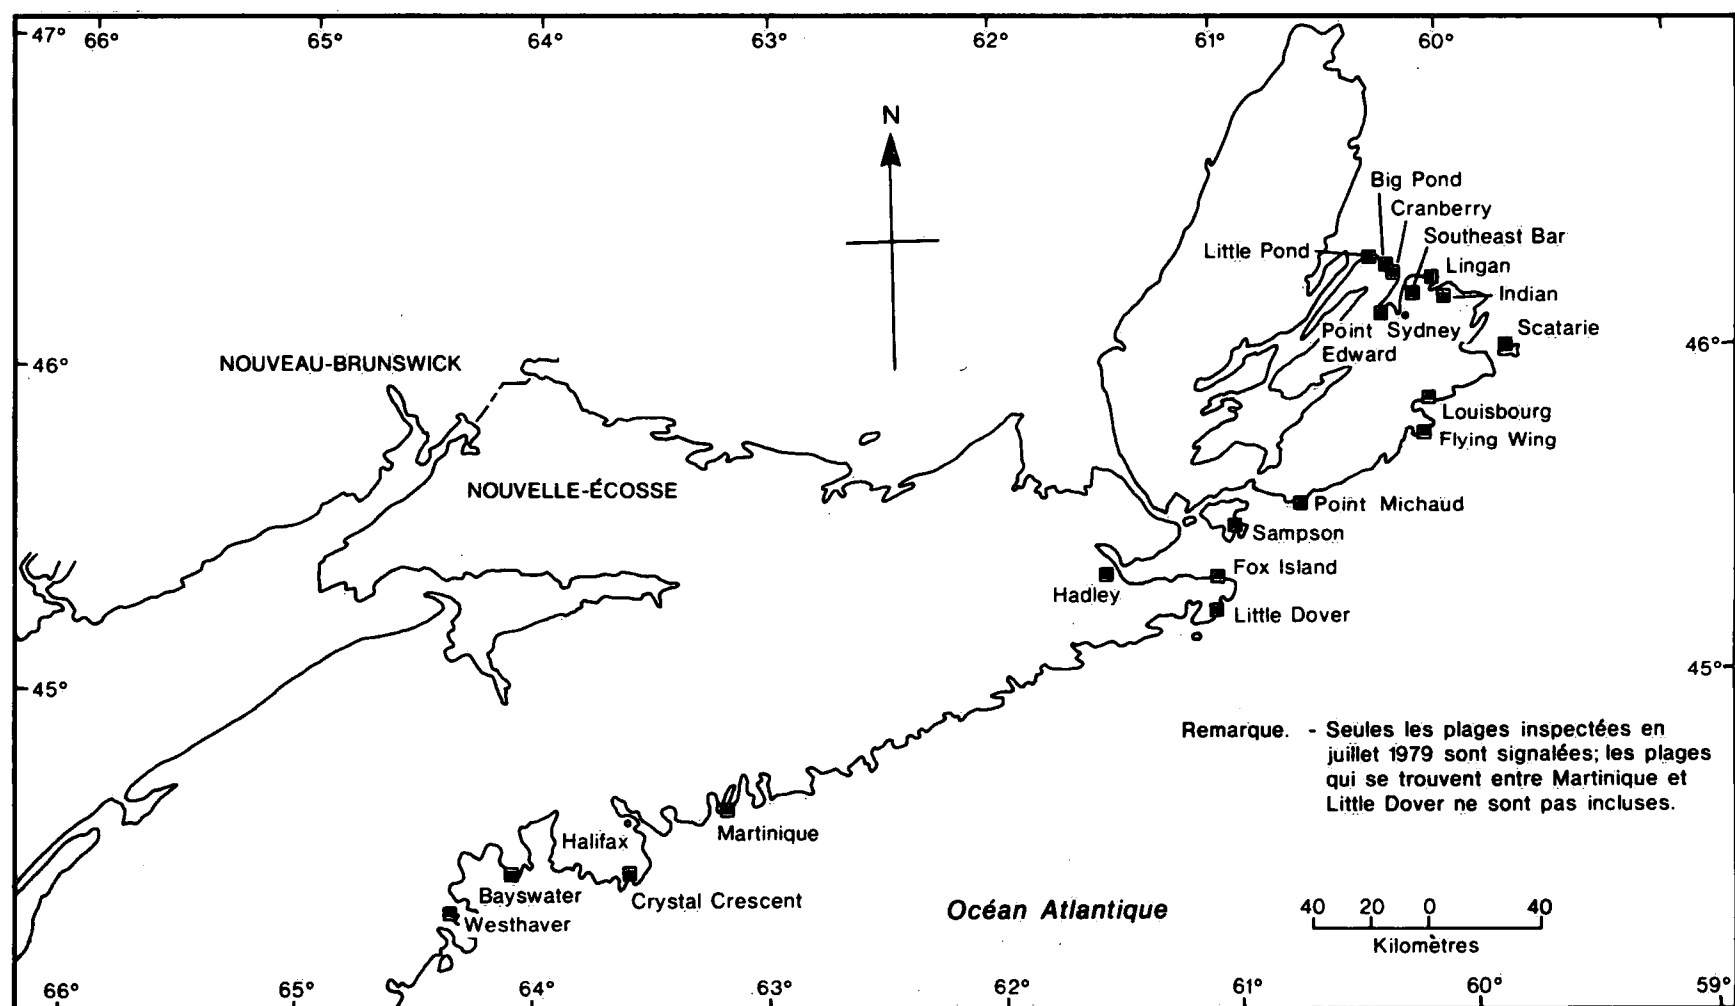 47° 66° 65° 64° 63° 62° 61° 60°
N
Big Pond
Cranberry
Southeast Bar
Little Pond
Lingan
Indian
Point Sydney
Edward
Scatarie
46° 46°
NOUVEAU-BRUNSWICK
Louisbourg
Flying Wing
NOUVELLE-ÉCOSSE
Point Michaud
Sampson
Fox Island
Hadley
Little Dover
45° 45°
Remarque. - Seules les plages inspectées en
juillet 1979 sont signalées; les plages
qui se trouvent entre Martinique et
Little Dover ne sont pas incluses.
Martinique
Halifax
Bayswater
Crystal Crescent
Westhaver
Océan Atlantique
40 20 0 40
Kilomètres
66° 65° 64° 63° 62° 61° 60° 59°